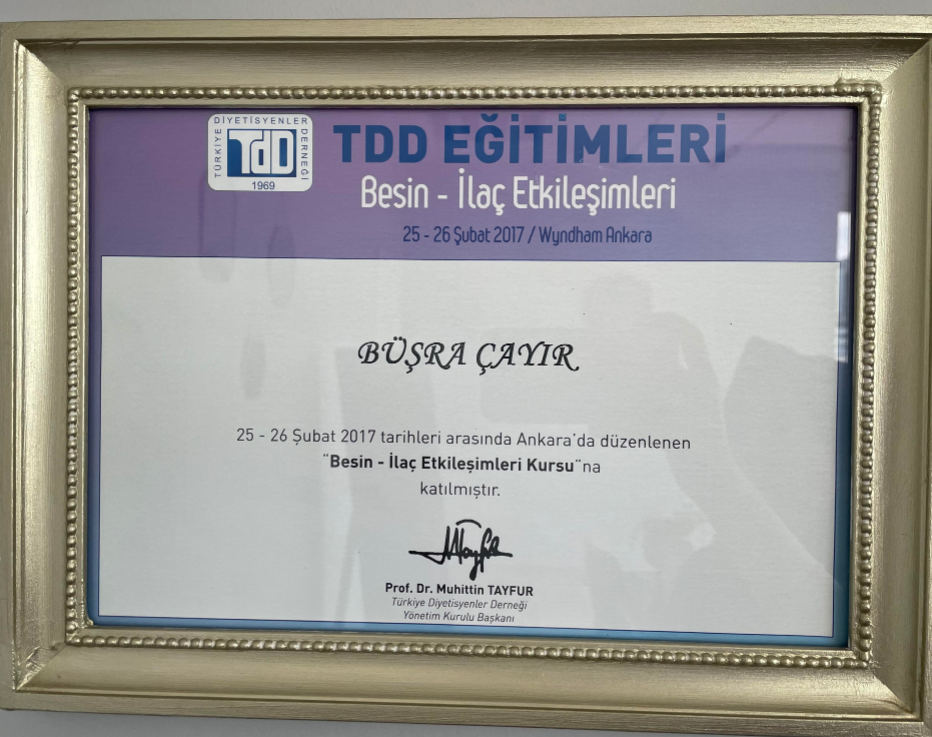 TÜRKİYE DİYETİSYENLER DERNEĞİ
TDD
1969
TDD EĞİTİMLERİ
Besin - İlaç Etkileşimleri
25 - 26 Şubat 2017 / Wyndham Ankara
BÜŞRA ÇAYIR
25 - 26 Şubat 2017 tarihleri arasında Ankara'da düzenlenen
"Besin - İlaç Etkileşimleri Kursu"na
katılmıştır.
Prof. Dr. Muhittin TAYFUR
Türkiye Diyetisyenler Derneği
Yönetim Kurulu Başkanı